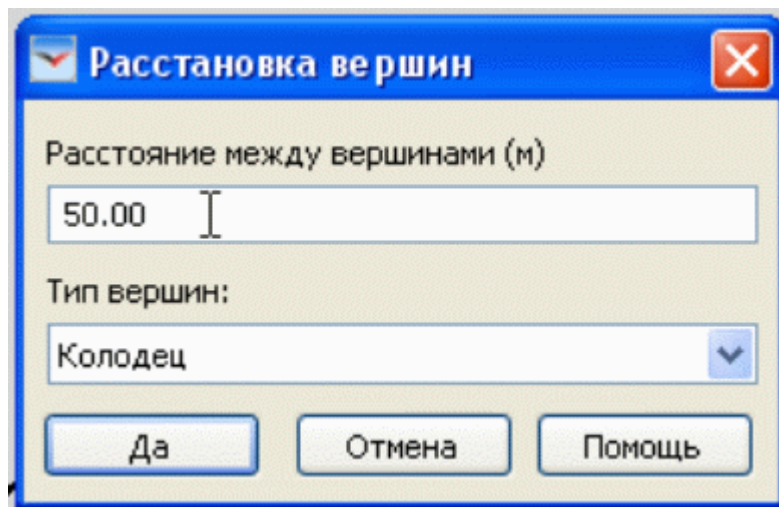 Расстановка вершин
Расстояние между вершинами (м)
50.00
Тип вершин:
Колодец
Да Отмена Помощь